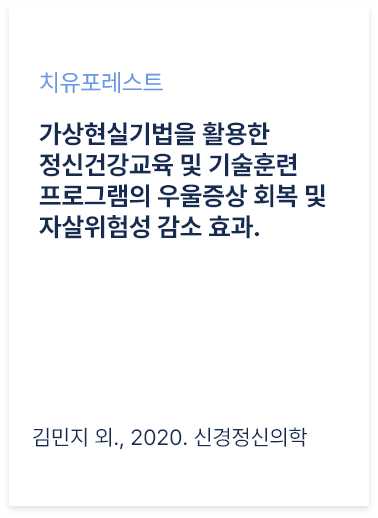 치유포레스트
가상현실기법을 활용한
정신건강교육 및 기술훈련
프로그램의 우울증상 회복 및
자살위험성 감소 효과.
김민지 외., 2020. 신경정신의학